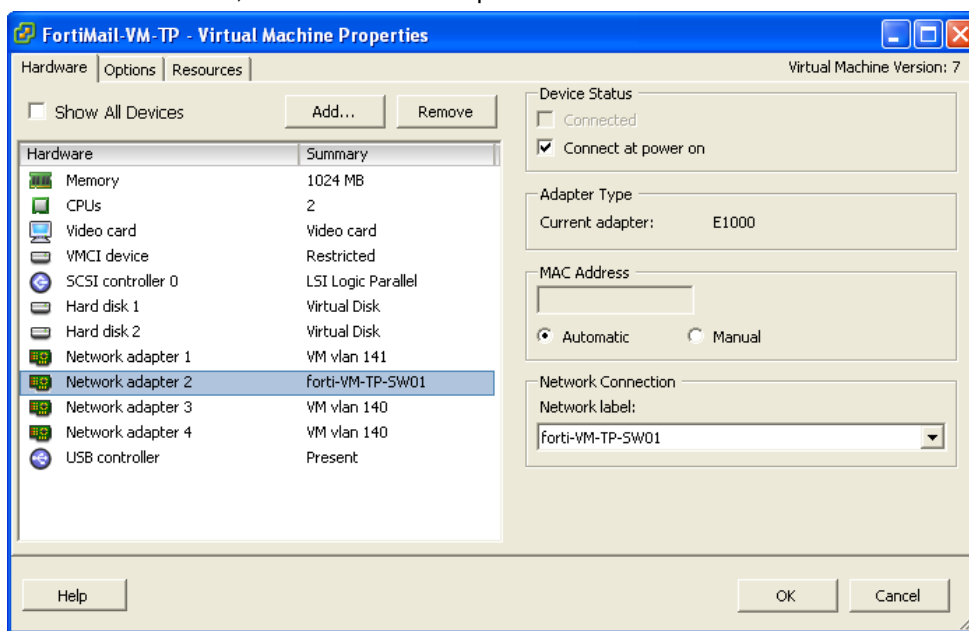 FortiMail-VM-TP - Virtual Machine Properties
Hardware Options Resources Virtual Machine Version: 7
Show All Devices Add... Remove
Hardware Summary
Memory 1024 MB
CPUs 2
Video card Video card
VMCI device Restricted
SCSI controller 0 LSI Logic Parallel
Hard disk 1 Virtual Disk
Hard disk 2 Virtual Disk
Network adapter 1 VM vlan 141
Network adapter 2 forti-VM-TP-SW01
Network adapter 3 VM vlan 140
Network adapter 4 VM vlan 140
USB controller Present
Device Status
Connected
Connect at power on
Adapter Type
Current adapter: E1000
MAC Address
Automatic Manual
Network Connection
Network label:
forti-VM-TP-SW01
Help OK Cancel